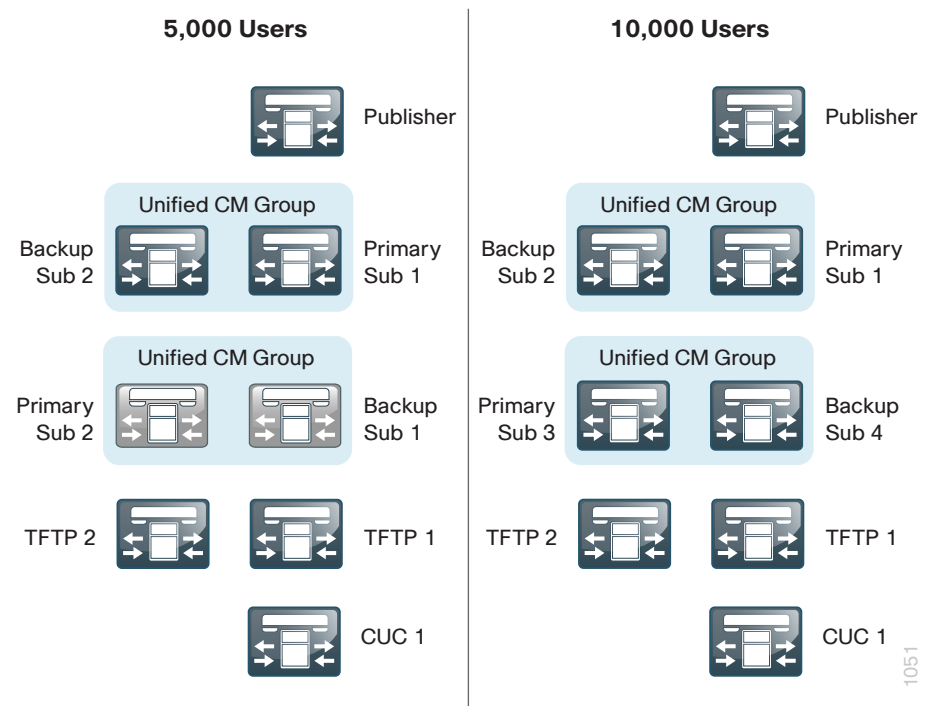 5,000 Users
Publisher
Unified CM Group
Backup
Sub 2
Primary
Sub 1
Unified CM Group
Primary
Sub 2
Backup
Sub 1
TFTP 2
TFTP 1
CUC 1
10,000 Users
Publisher
Unified CM Group
Backup
Sub 2
Primary
Sub 1
Unified CM Group
Primary
Sub 3
Backup
Sub 4
TFTP 2
TFTP 1
CUC 1
1051